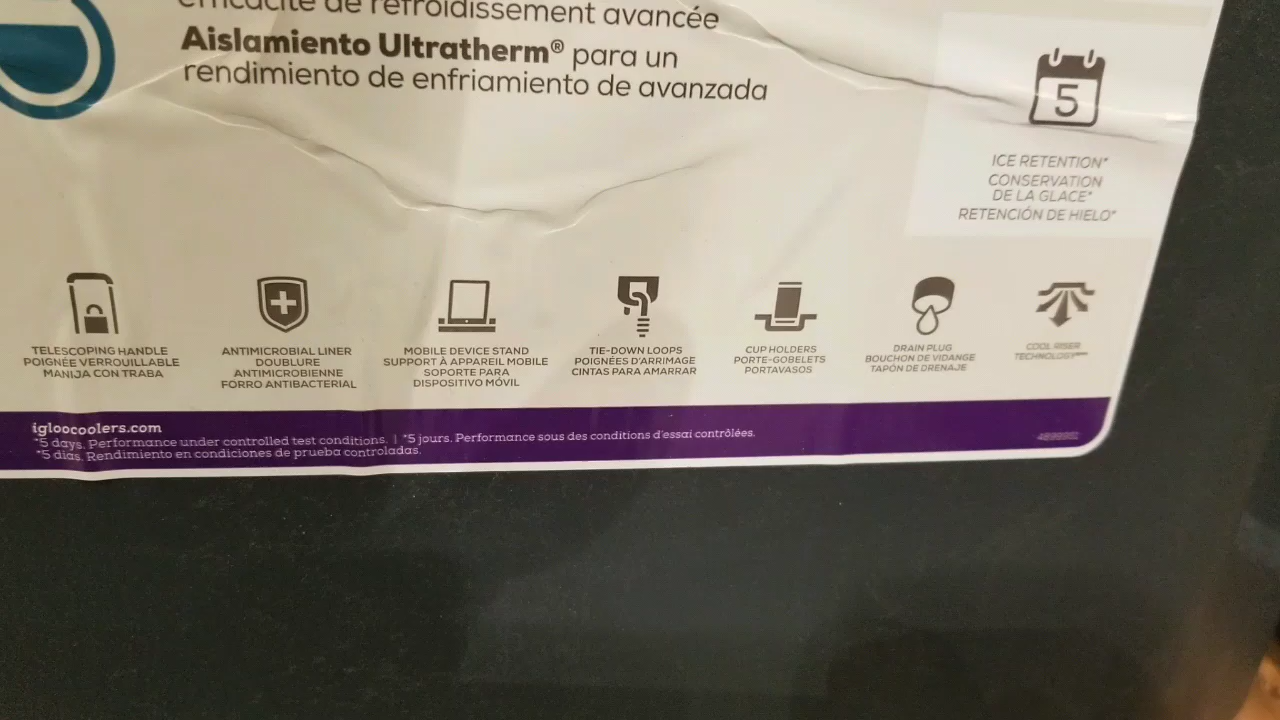 efficacité de refroidissement avancée
Aislamiento Ultratherm® para un
rendimiento de enfriamiento de avanzada
5
ICE RETENTION*
CONSERVATION
DE LA GLACE*
RETENCIÓN DE HIELO*
TELESCOPING HANDLE
POIGNÉE VERROUILLABLE
MANIJA CON TRABA
ANTIMICROBIAL LINER
DOUBLURE
ANTIMICROBIENNE
FORRO ANTIBACTERIAL
MOBILE DEVICE STAND
SUPPORT À APPAREIL MOBILE
SOPORTE PARA
DISPOSITIVO MÓVIL
TIE-DOWN LOOPS
POIGNÉES D'ARRIMAGE
CINTAS PARA AMARRAR
CUP HOLDERS
PORTE-GOBELETS
PORTAVASOS
DRAIN PLUG
BOUCHON DE VIDANGE
TAPÓN DE DRENAJE
COOL RISER
TECHNOLOGY
igloocoolers.com
*5 days. Performance under controlled test conditions. | *5 jours. Performance sous des conditions d'essai contrôlées.
*5 días. Rendimiento en condiciones de prueba controladas.